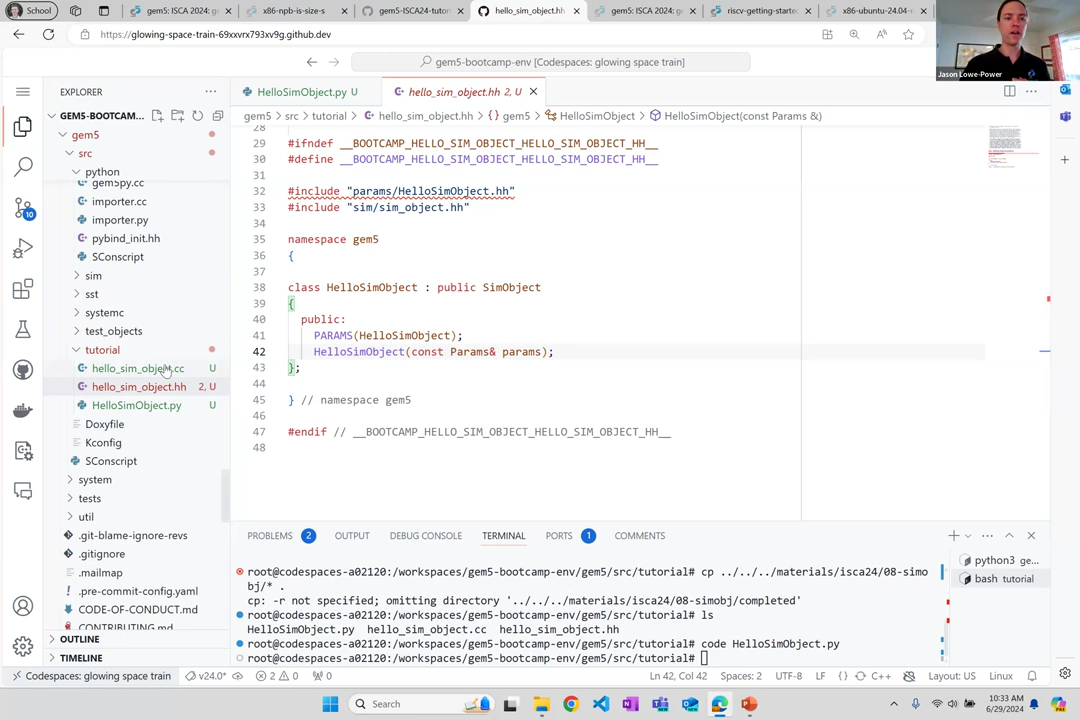 School
gem5: ISCA 2024: g
x86-npb-is-size-s
gem5-ISCA24-tutor
hello_sim_object.hh
gem5: ISCA 2024: g
riscv-getting-starte
x86-ubuntu-24.04-
https://glowing-space-train-69xxvrx793xv9g.github.dev
Jason Lowe-Power
gem5-bootcamp-env [Codespaces: glowing space train]
EXPLORER
HelloSimObject.py U
hello_sim_object.hh 2, U
GEM5-BOOTCAM...
gem5 > src > tutorial > hello_sim_object.hh > {} gem5 > HelloSimObject > HelloSimObject(const Params &)
gem5
src
python
gem5py.cc
importer.cc
importer.py
pybind_init.hh
SConscript
sim
sst
systemc
test_objects
tutorial
hello_sim_object.cc U
hello_sim_object.hh 2, U
HelloSimObject.py U
Doxyfile
Kconfig
SConscript
system
tests
util
.git-blame-ignore-revs
.gitignore
.mailmap
.pre-commit-config.yaml
CODE-OF-CONDUCT.md
CONTRIBUTING.md
OUTLINE
TIMELINE
10
28
29 #ifndef __BOOTCAMP_HELLO_SIM_OBJECT_HELLO_SIM_OBJECT_HH__
30 #define __BOOTCAMP_HELLO_SIM_OBJECT_HELLO_SIM_OBJECT_HH__
31
32 #include "params/HelloSimObject.hh"
33 #include "sim/sim_object.hh"
34
35 namespace gem5
36 {
37
38 class HelloSimObject : public SimObject
39 {
40 public:
41 PARAMS(HelloSimObject);
42 HelloSimObject(const Params& params);
43 };
44
45 } // namespace gem5
46
47 #endif // __BOOTCAMP_HELLO_SIM_OBJECT_HELLO_SIM_OBJECT_HH__
48
PROBLEMS 2 OUTPUT DEBUG CONSOLE TERMINAL PORTS 1 COMMENTS
root@codespaces-a02120:/workspaces/gem5-bootcamp-env/gem5/src/tutorial# cp ../../../materials/isca24/08-simo
bj/* .
cp: -r not specified; omitting directory '../../../materials/isca24/08-simobj/completed'
root@codespaces-a02120:/workspaces/gem5-bootcamp-env/gem5/src/tutorial# ls
HelloSimObject.py hello_sim_object.cc hello_sim_object.hh
root@codespaces-a02120:/workspaces/gem5-bootcamp-env/gem5/src/tutorial# code HelloSimObject.py
root@codespaces-a02120:/workspaces/gem5-bootcamp-env/gem5/src/tutorial#
python3 ge...
bash tutorial
Codespaces: glowing space train v24.0* 2 0 0 Ln 42, Col 42 Spaces: 2 UTF-8 LF {} C++ Layout: US Linux
Search
10:33 AM
6/29/2024